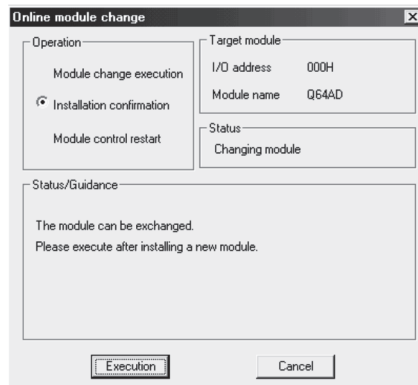 Online module change
Operation
Module change execution
Installation confirmation
Module control restart
Target module
I/O address 000H
Module name Q64AD
Status
Changing module
Status/Guidance
The module can be exchanged.
Please execute after installing a new module.
Execution
Cancel